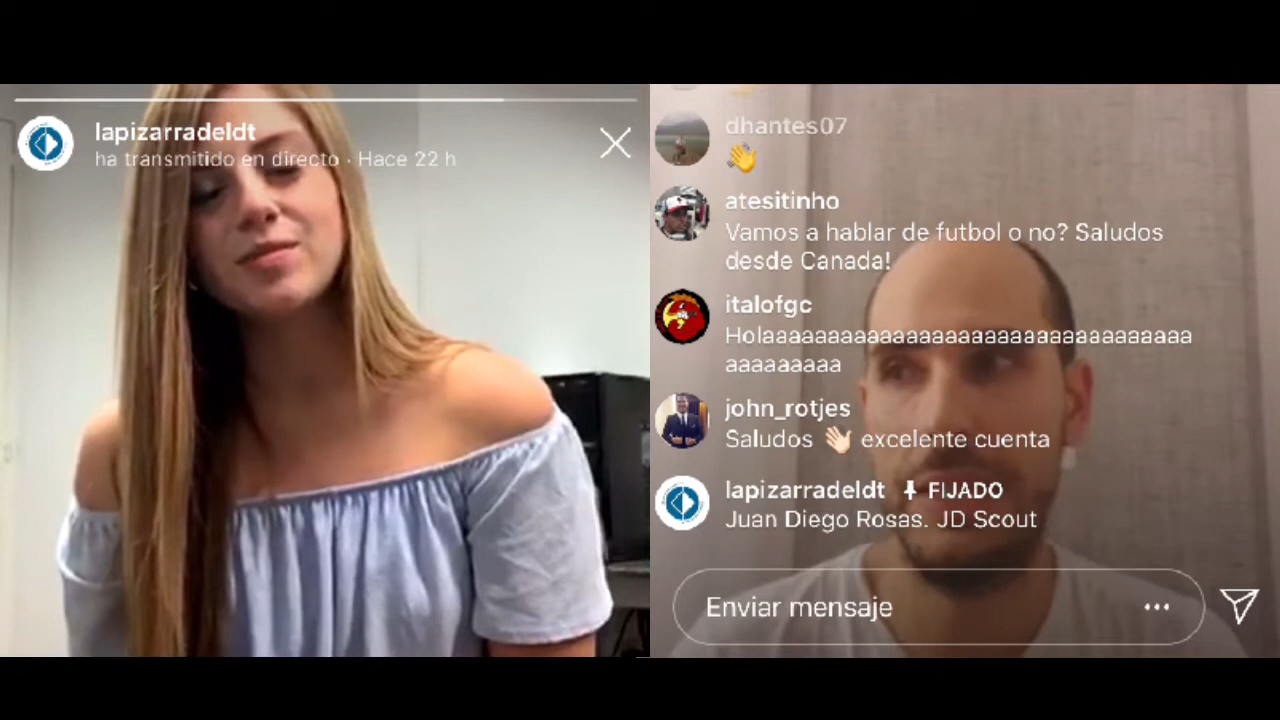 lapizarradeldt
ha transmitido en directo · Hace 22 h
dhantes07
👋
atesitinho
Vamos a hablar de futbol o no? Saludos
desde Canada!
italofgc
Holaaaaaaaaaaaaaaaaaaaaaaaaaaaaaaaaa
aaaaaaaaa
john_rotjes
Saludos 👋🏻 excelente cuenta
lapizarradeldt FIJADO
Juan Diego Rosas. JD Scout
Enviar mensaje